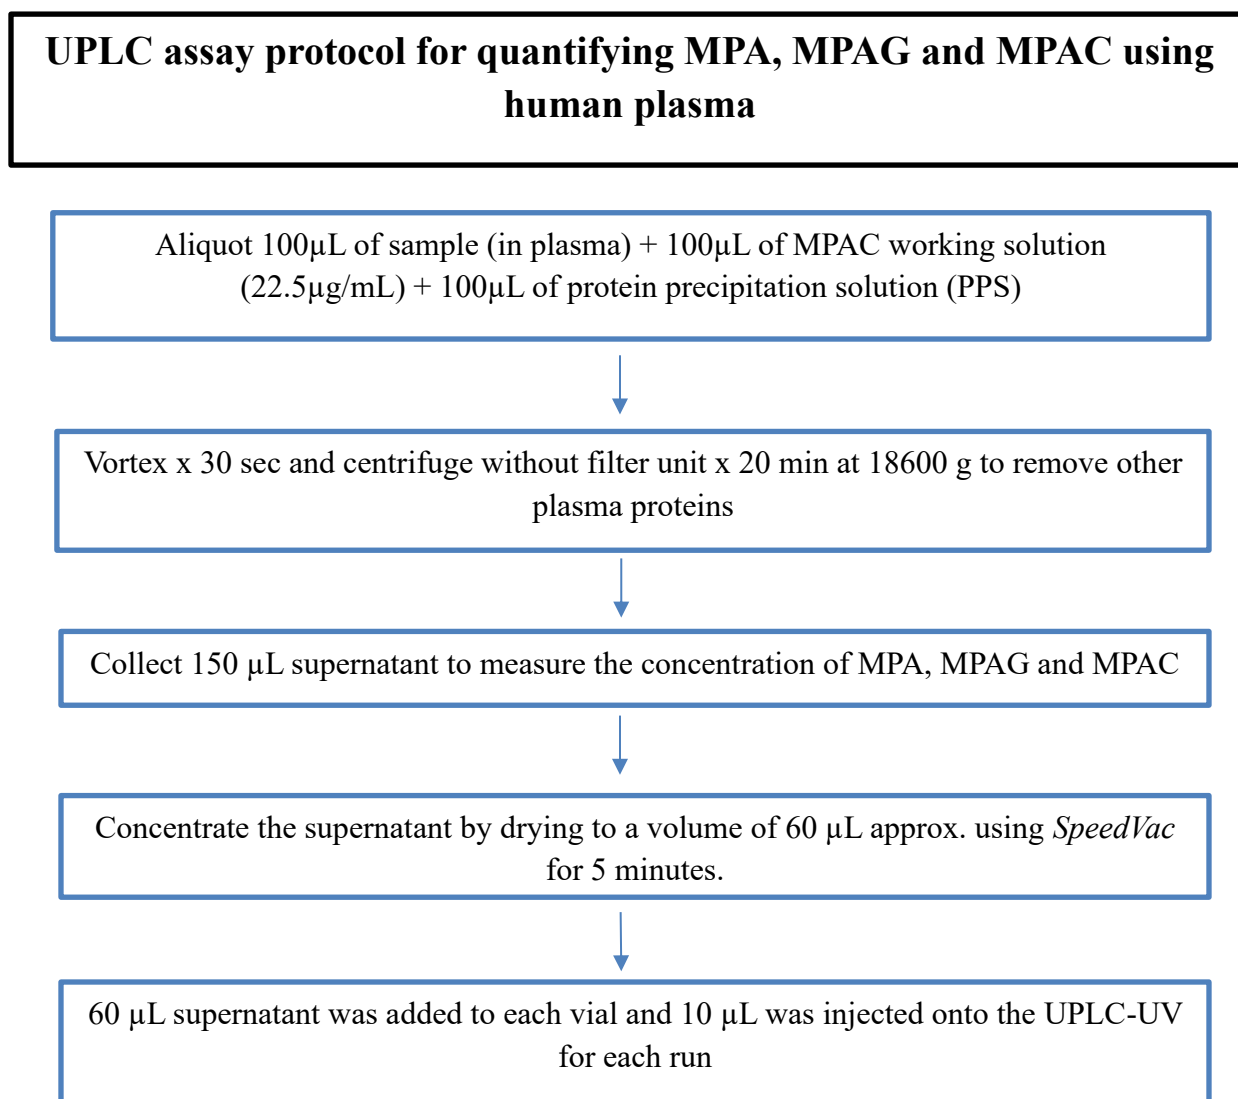 UPLC assay protocol for quantifying MPA, MPAG and MPAC using
human plasma
Aliquot 100µL of sample (in plasma) + 100µL of MPAC working solution
(22.5µg/mL) + 100µL of protein precipitation solution (PPS)
Vortex x 30 sec and centrifuge without filter unit x 20 min at 18600 g to remove other
plasma proteins
Collect 150 µL supernatant to measure the concentration of MPA, MPAG and MPAC
Concentrate the supernatant by drying to a volume of 60 µL approx. using SpeedVac
for 5 minutes.
60 µL supernatant was added to each vial and 10 µL was injected onto the UPLC-UV
for each run